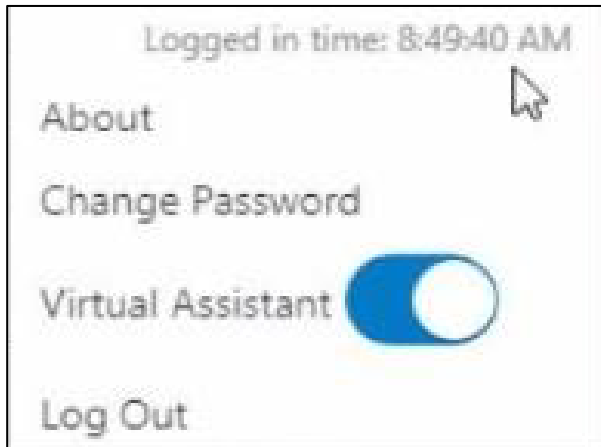 Logged in time: 8:49:40 AM
About
Change Password
Virtual Assistant
Log Out